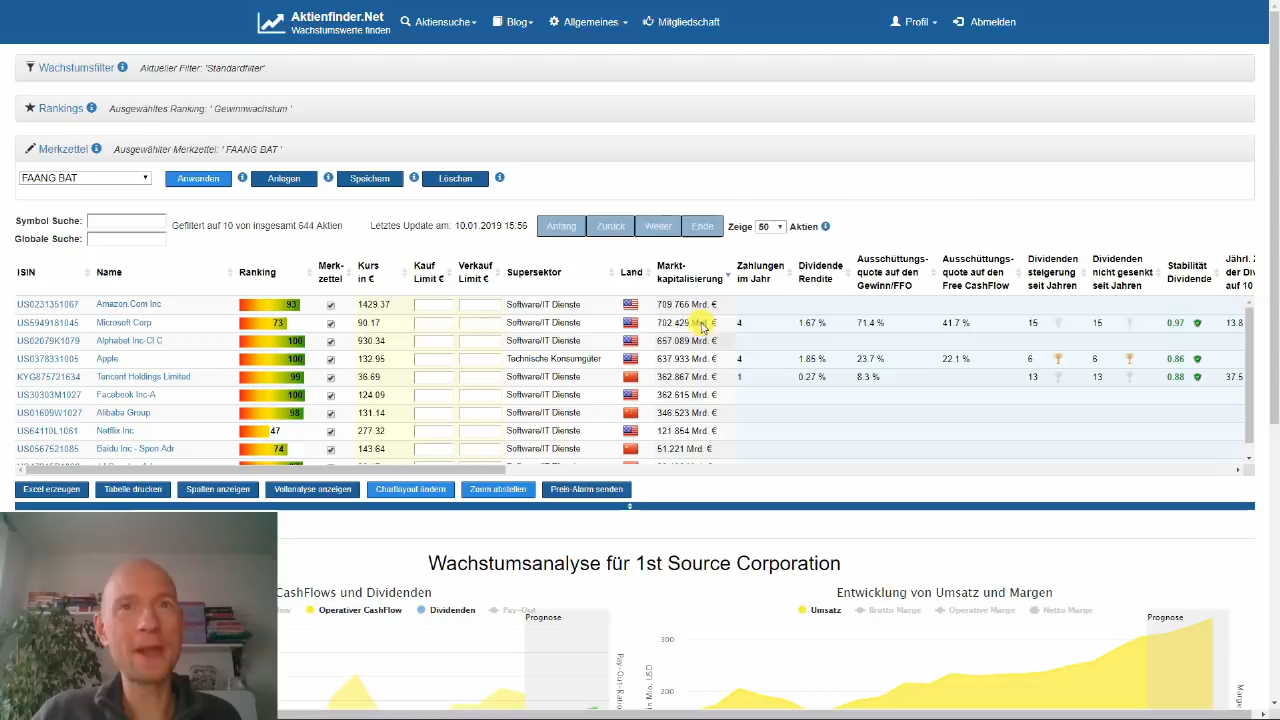 Aktienfinder.Net
Wachstumswerte finden
Aktiensuche
Blog
Allgemeines
Mitgliedschaft
Profil
Abmelden
Wachstumsfilter Aktueller Filter: 'Standardfilter'
Rankings Ausgewähltes Ranking: ' Gewinnwachstum '
Merkzettel Ausgewählter Merkzettel: ' FAANG BAT '
FAANG BAT Anwenden Anlegen Speichern Löschen
Symbol Suche: Gefiltert auf 10 von insgesamt 644 Aktien Letztes Update am: 10.01.2019 15:56 Anfang Zurück Weiter Ende Zeige 50 Aktien
Globale Suche:
ISIN Name Ranking Merk-zettel Kurs in € Kauf Limit € Verkauf Limit € Supersektor Land Markt-kapitalisierung Zahlungen im Jahr Dividende Rendite Ausschüttungs-quote auf den Gewinn/FFO Ausschüttungs-quote auf den Free CashFlow Dividenden steigerung seit Jahren Dividenden nicht gesenkt seit Jahren Stabilität Dividende Jährl. der Div auf 10
US0231351067 Amazon.Com Inc 93 1429.37 Software/IT Dienste 709.766 Mrd. €
US5949181045 Microsoft Corp 73 90.17 Software/IT Dienste 702.429 Mrd. € 4 1.67 % 71.4 % 41.7 % 15 15 0.97 13.8
US02079K1079 Alphabet Inc-Cl C 100 930.34 Software/IT Dienste 657.089 Mrd. €
US0378331005 Apple 100 132.95 Technische Konsumgüter 637.933 Mrd. € 4 1.85 % 23.7 % 22.1 % 6 6 0.86
KYG875721634 Tencent Holdings Limited 99 36.69 Software/IT Dienste 362.867 Mrd. € 1 0.27 % 8.3 % 13 13 0.88 37.5
US30303M1027 Facebook Inc-A 100 124.09 Software/IT Dienste 362.615 Mrd. €
US01609W1027 Alibaba Group 98 131.14 Software/IT Dienste 346.523 Mrd. €
US64110L1061 Netflix Inc 47 277.32 Software/IT Dienste 121.854 Mrd. €
US0567521085 Baidu Inc - Spon Adr 74 143.64 Software/IT Dienste 51.221 Mrd. €
Excel erzeugen Tabelle drucken Spalten anzeigen Vollanalyse anzeigen Chartlayout ändern Zoom abstellen Preis-Alarm senden
Wachstumsanalyse für 1st Source Corporation
CashFlows und Dividenden
Operativer CashFlow Dividenden Pay-Out
Prognose
Pay-Out-Ratio
Entwicklung von Umsatz und Margen
Umsatz Brutto Marge Operative Marge Netto Marge
Prognose
300
200
in Mio. USD
Marge